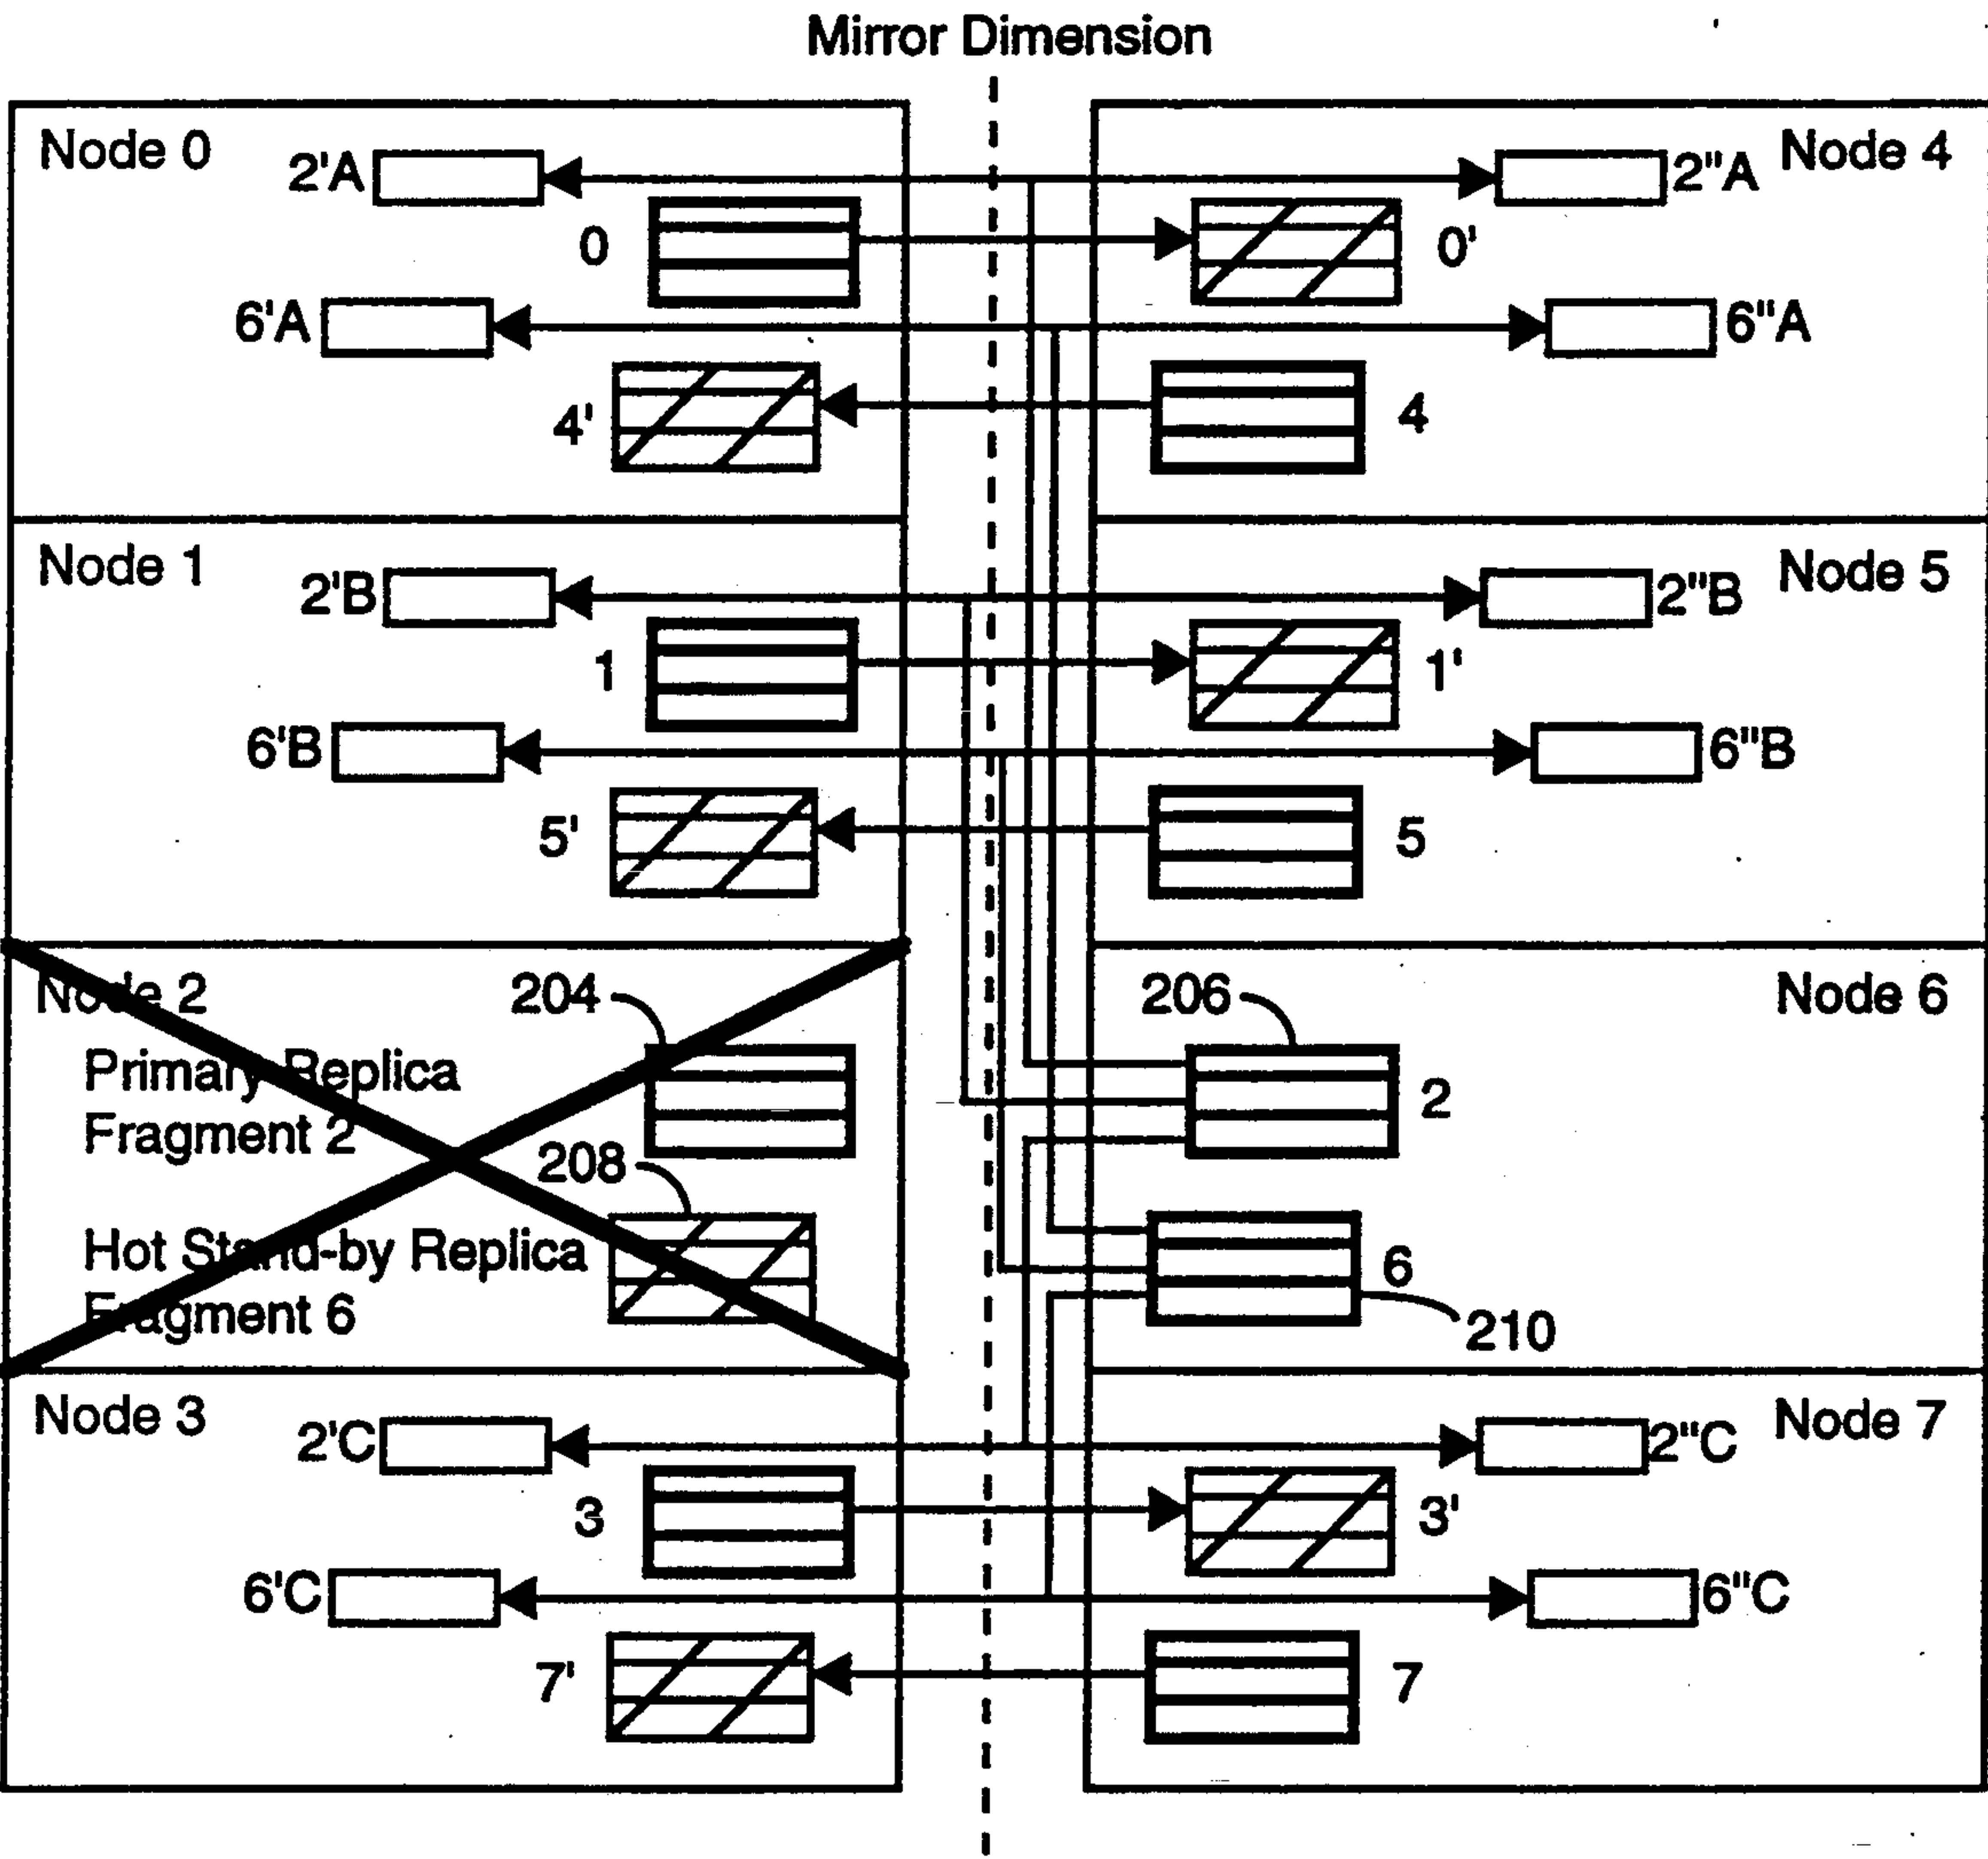 Mirror Dimension
Node 0
Node 4
2'A
2"A
0
0'
6'A
6"A
4'
4
Node 1
Node 5
2'B
2"B
1
1'
6'B
6"B
5'
5
Node 2
204
206
Node 6
Primary Replica
Fragment 2
2
208
Hot Stand-by Replica
Fragment 6
6
210
Node 3
Node 7
2'C
2"C
3
3'
6'C
6"C
7'
7